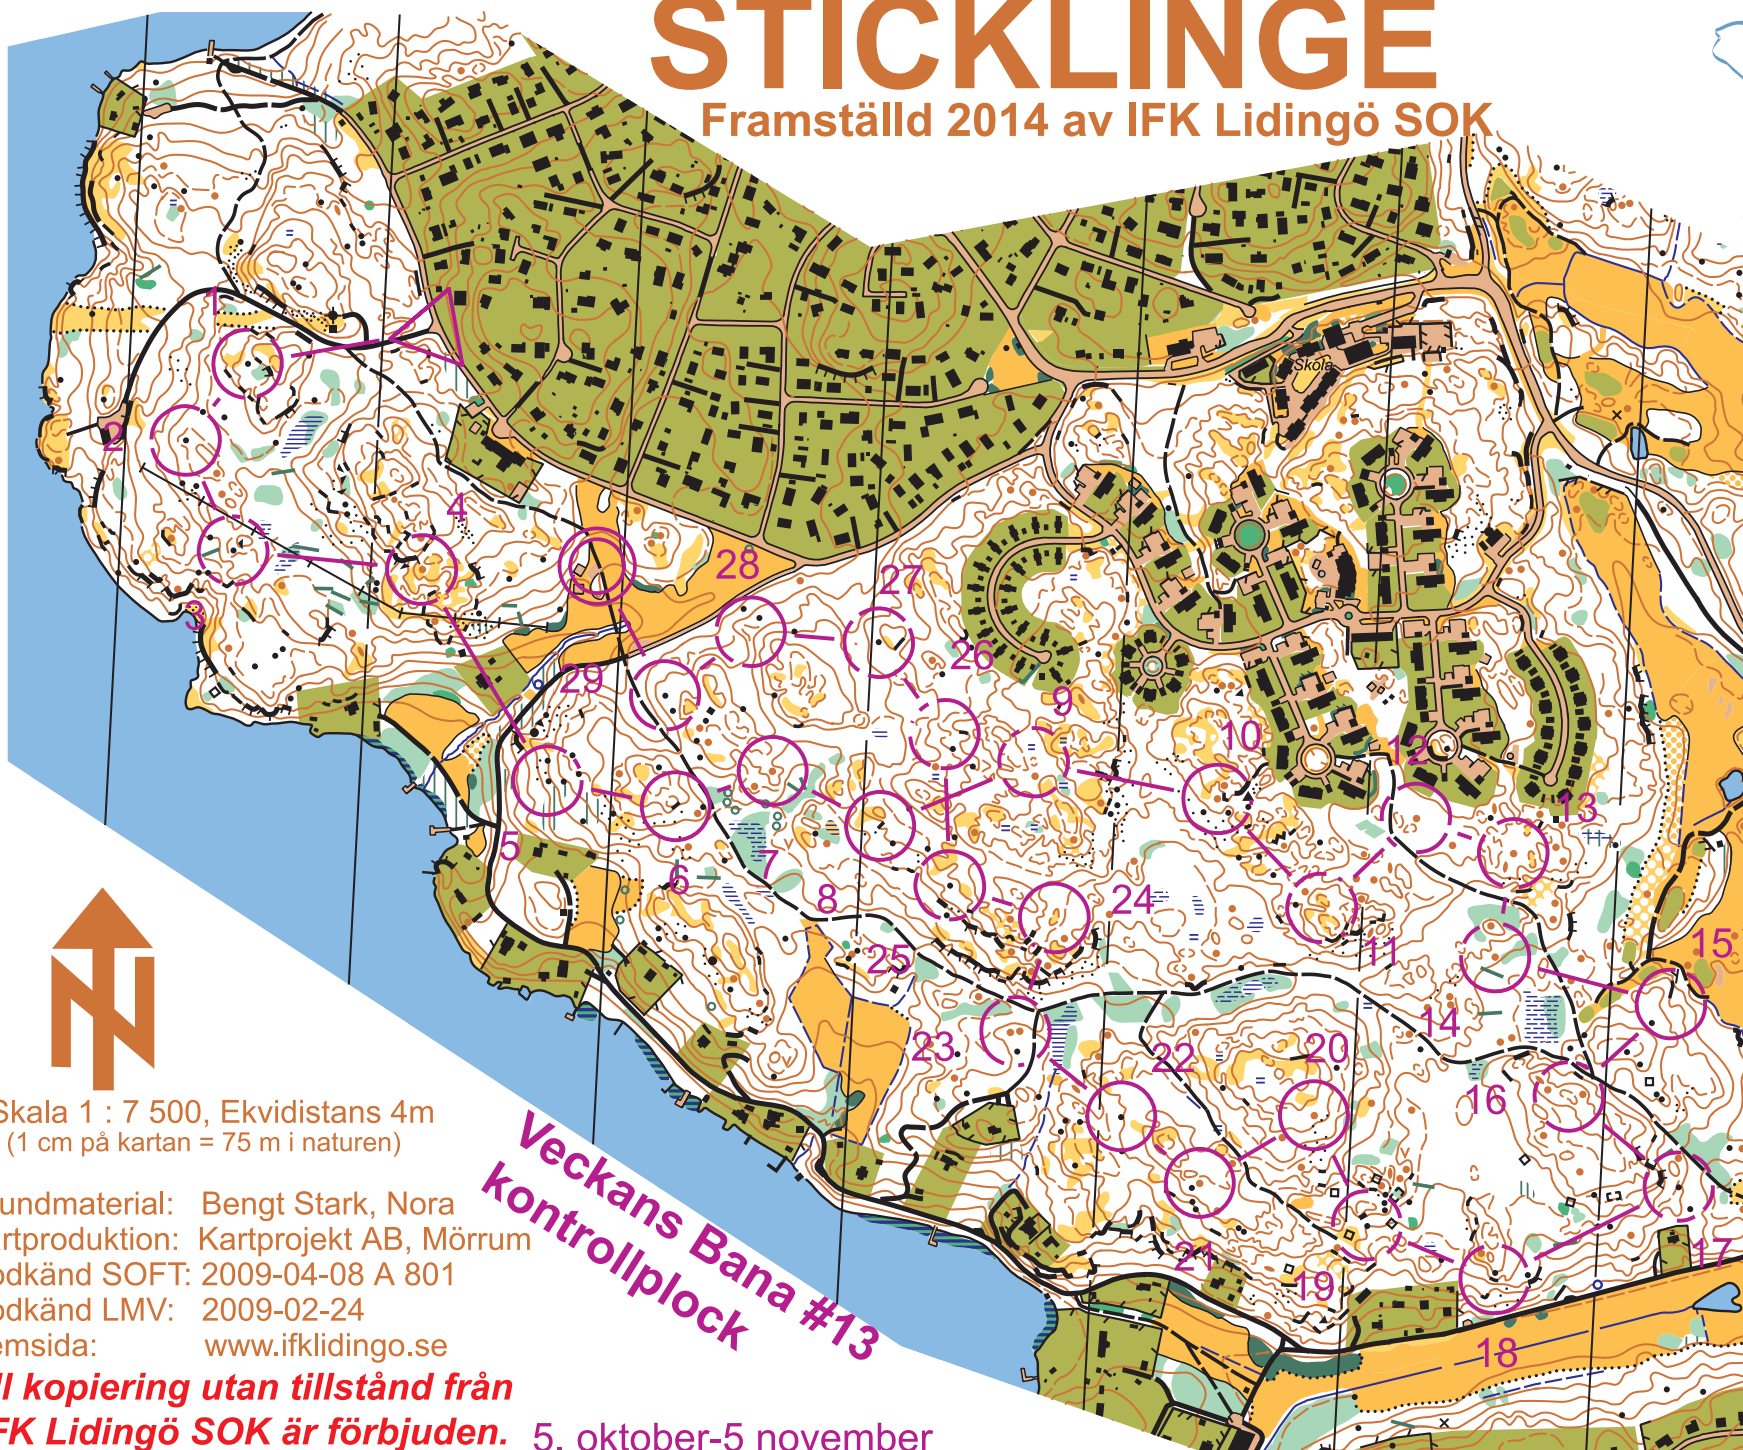 STICKLINGE
Framställd 2014 av IFK Lidingö SOK
Skola
1
2
3
4
5
6
7
8
9
10
11
12
13
14
15
16
17
18
19
20
21
22
23
24
25
26
27
28
29
N
Skala 1 : 7 500, Ekvidistans 4m
(1 cm på kartan = 75 m i naturen)
undmaterial: Bengt Stark, Nora
rtproduktion: Kartprojekt AB, Mörrum
odkänd SOFT: 2009-04-08 A 801
odkänd LMV: 2009-02-24
emsida: www.ifklidingo.se
ll kopiering utan tillstånd från
FK Lidingö SOK är förbjuden.
Veckans Bana #13
kontrollplock
5. oktober-5 november